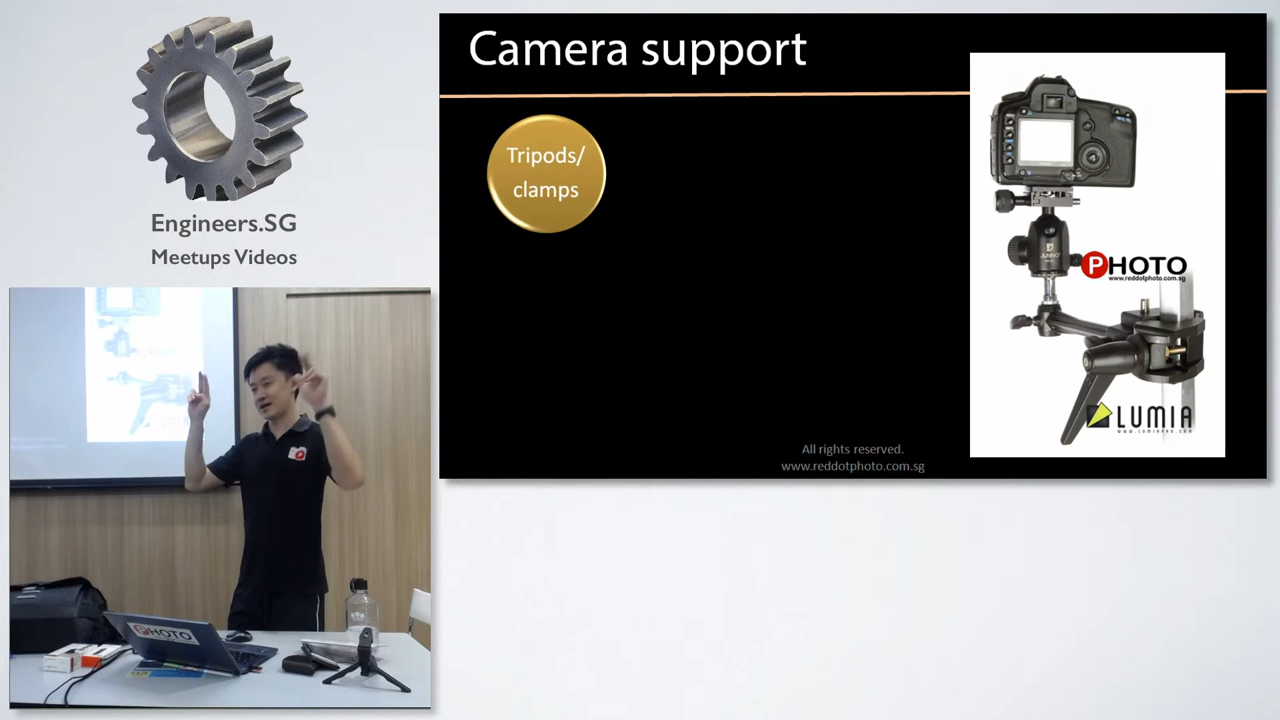 Engineers.SG
Meetups Videos
Camera support
Tripods/
clamps
PHOTO
www.reddotphoto.com.sg
LUMIA
All rights reserved.
www.reddotphoto.com.sg
PHOTO